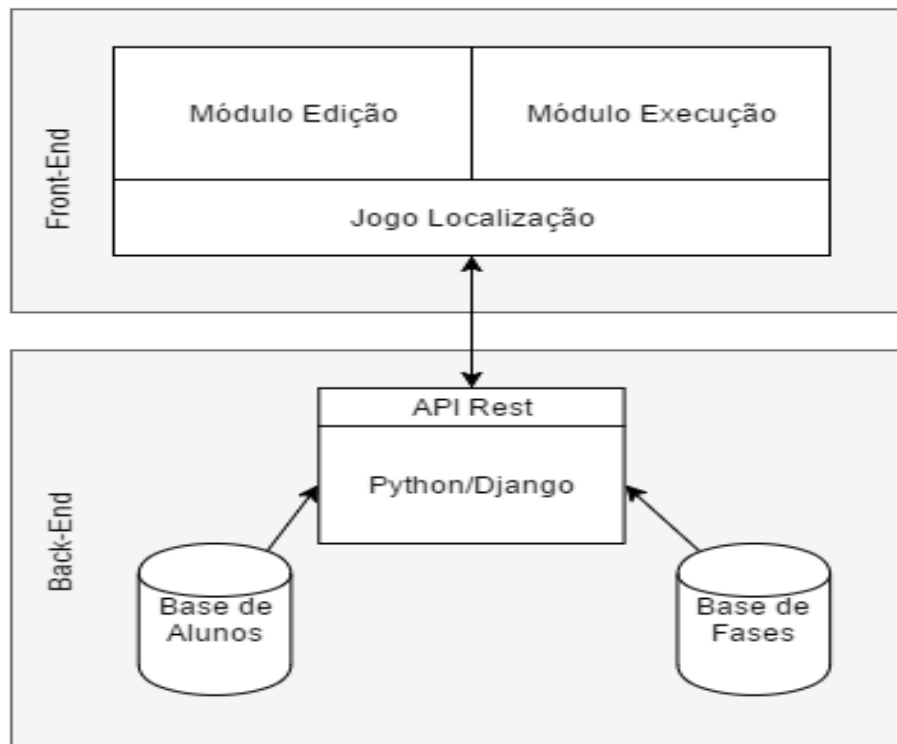 Front-End
Módulo Edição
Módulo Execução
Jogo Localização
Back-End
API Rest
Python/Django
Base de
Alunos
Base de
Fases